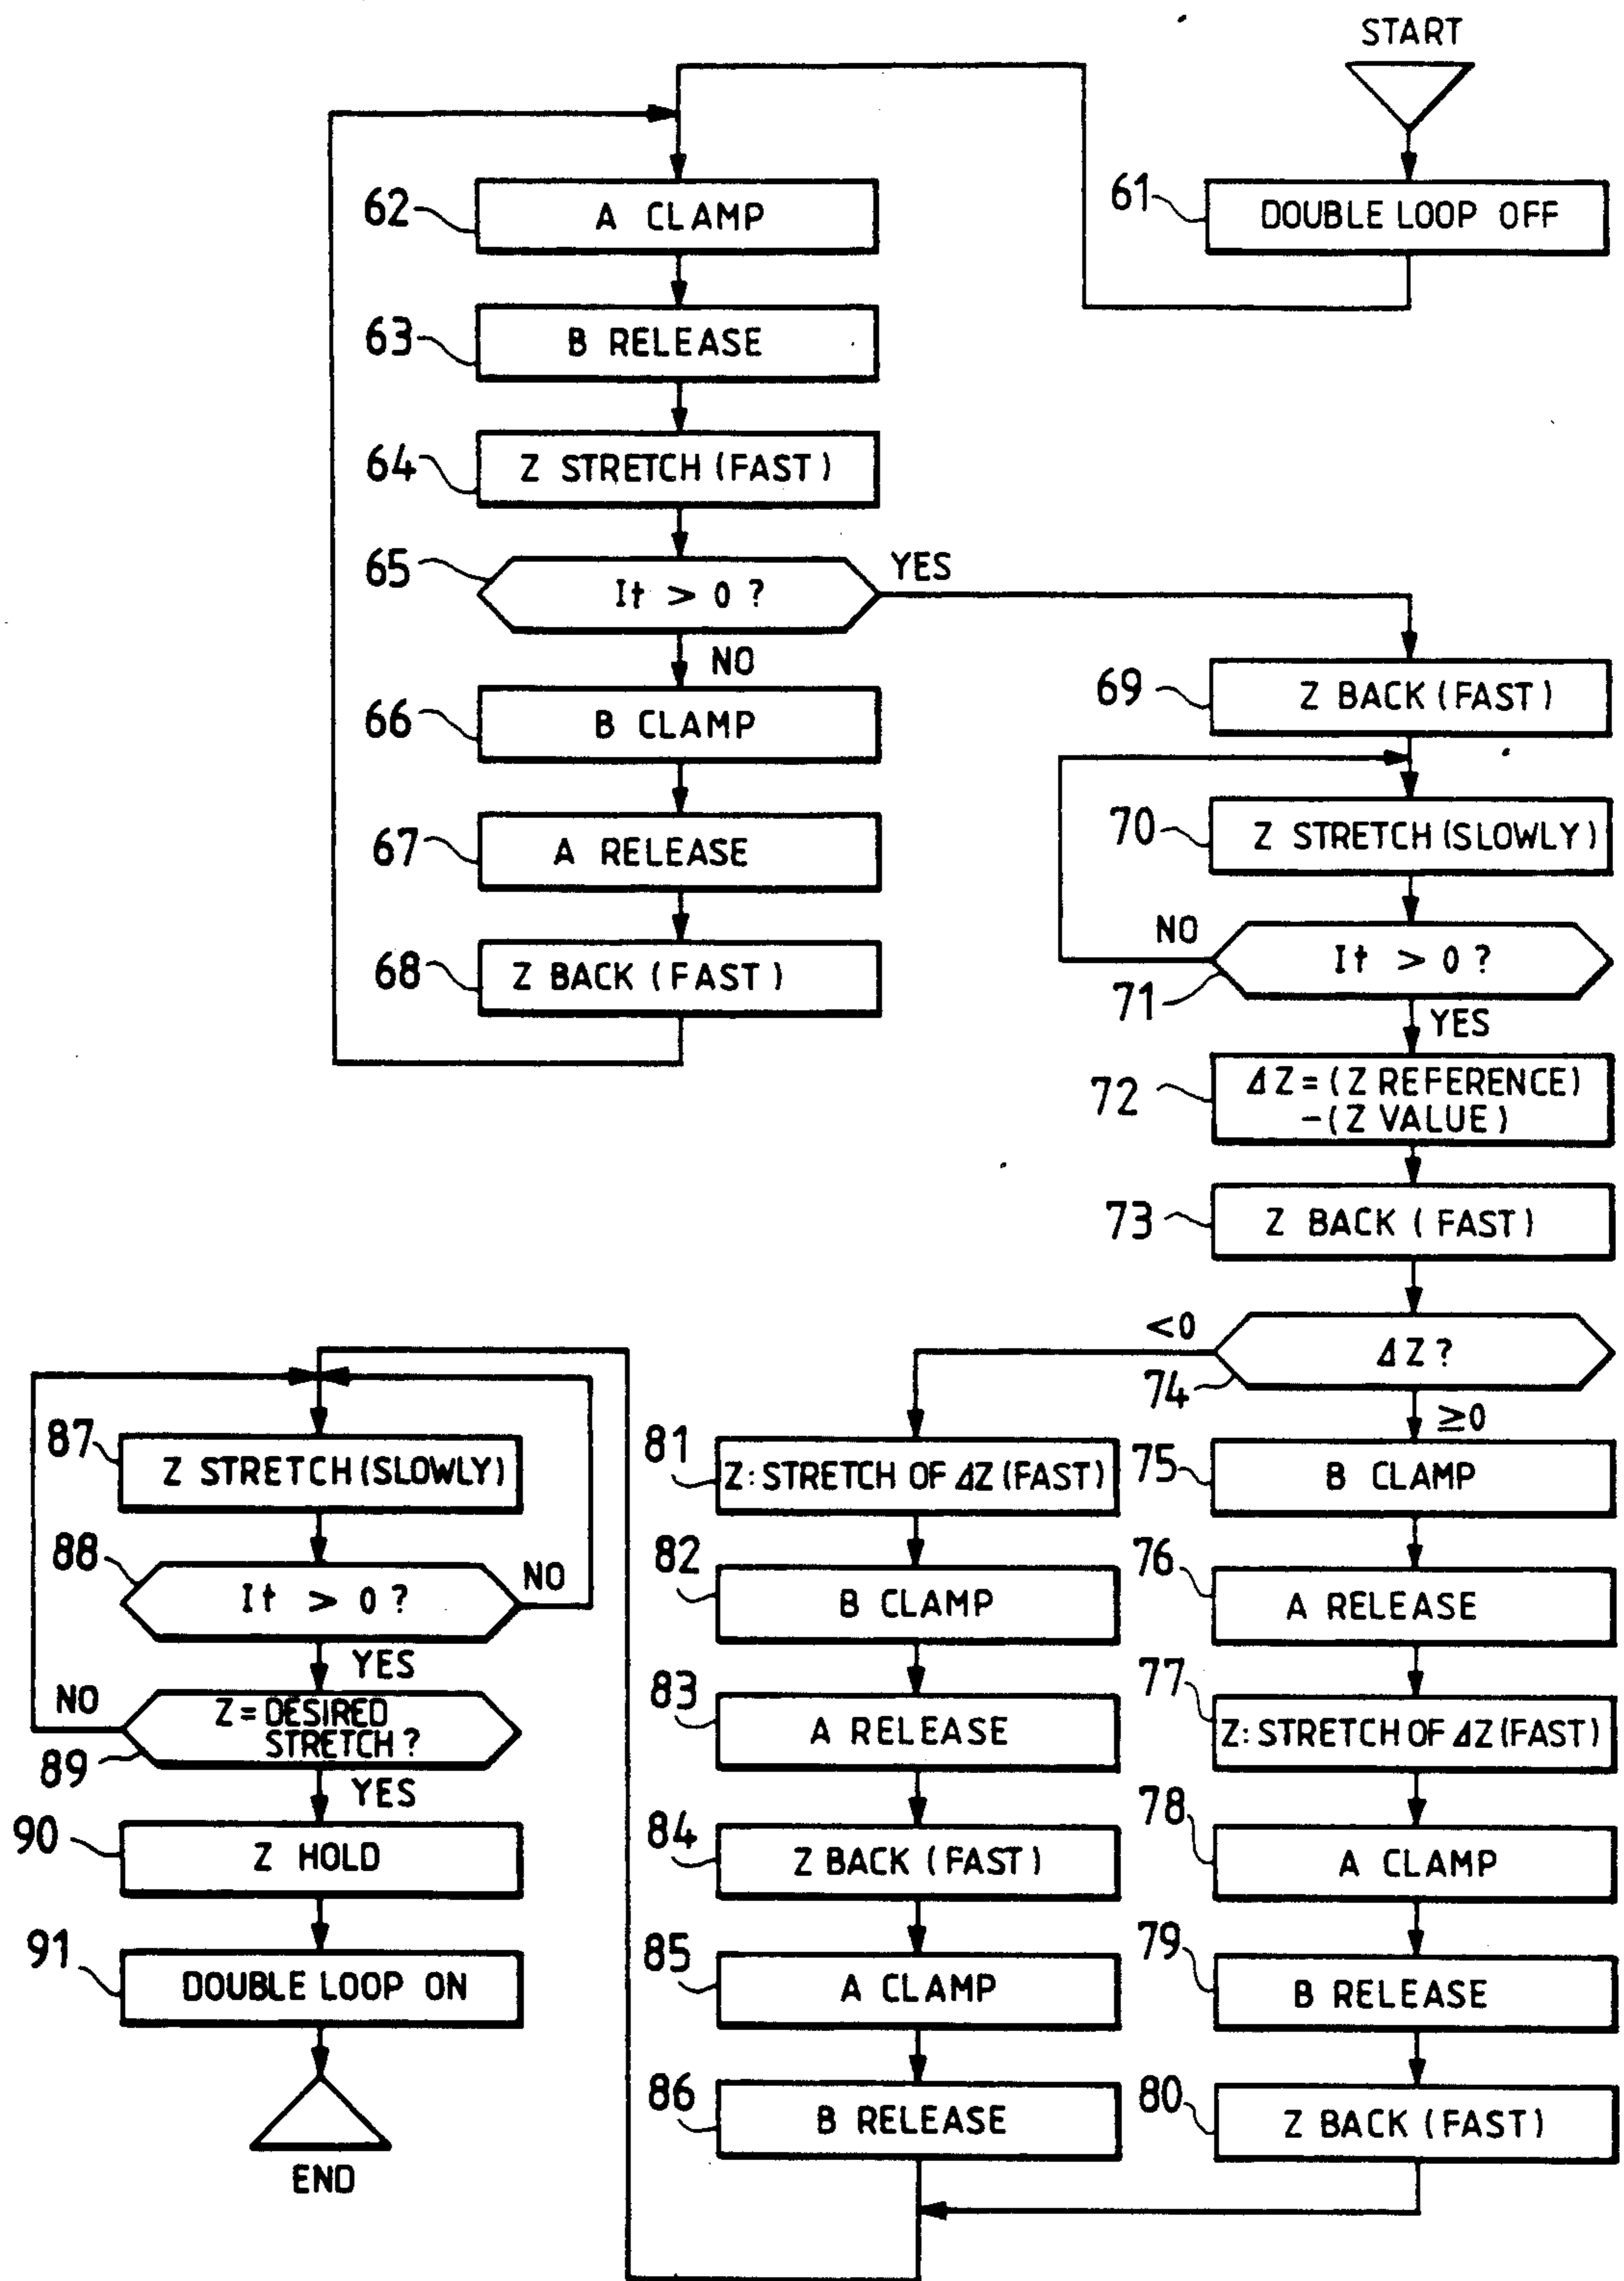 START
61
DOUBLE LOOP OFF
62
A CLAMP
63
B RELEASE
64
Z STRETCH (FAST)
65
It > 0 ?
YES
NO
66
B CLAMP
67
A RELEASE
68
Z BACK (FAST)
69
Z BACK (FAST)
70
Z STRETCH (SLOWLY)
NO
71
It > 0 ?
YES
72
ΔZ = (Z REFERENCE)
-(Z VALUE)
73
Z BACK (FAST)
<0
74
ΔZ ?
≥0
75
B CLAMP
76
A RELEASE
77
Z: STRETCH OF ΔZ (FAST)
78
A CLAMP
79
B RELEASE
80
Z BACK (FAST)
81
Z: STRETCH OF ΔZ (FAST)
82
B CLAMP
83
A RELEASE
84
Z BACK (FAST)
85
A CLAMP
86
B RELEASE
87
Z STRETCH (SLOWLY)
88
It > 0 ?
NO
YES
NO
89
Z = DESIRED
STRETCH ?
YES
90
Z HOLD
91
DOUBLE LOOP ON
END